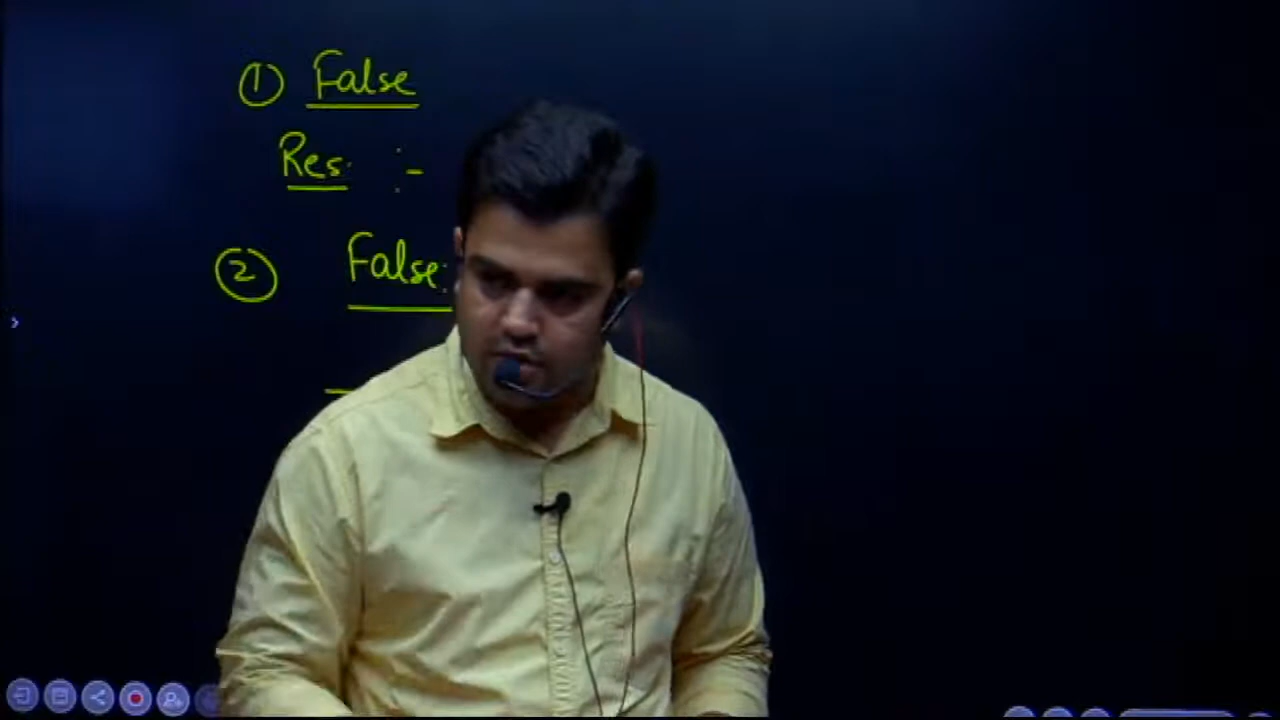 ① False
Res. :-
② False: